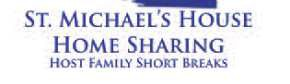 ST. MICHAEL'S HOUSE
HOME SHARING
HOST FAMILY SHORT BREAKS